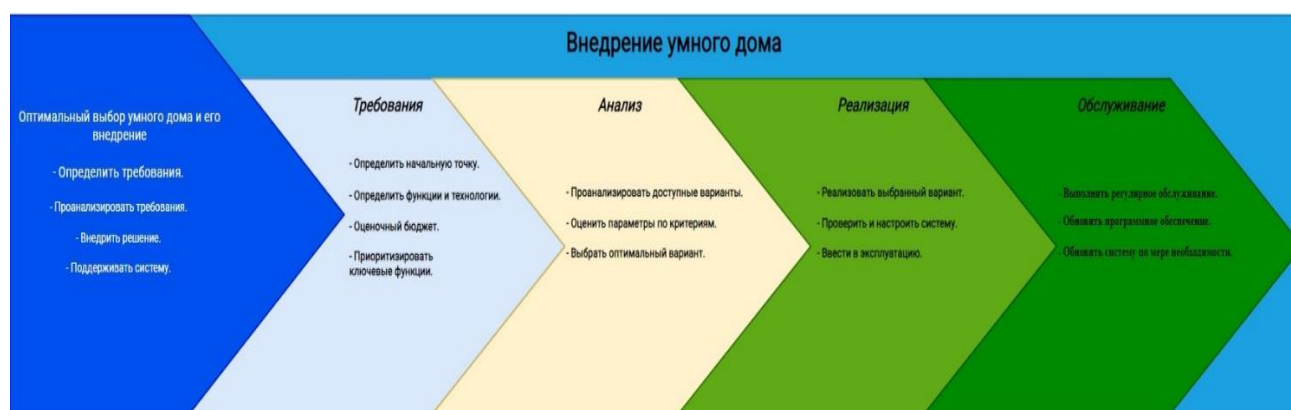 Внедрение умного дома
Оптимальный выбор умного дома и его
внедрение
- Определить требования.
- Проанализировать требования.
- Внедрить решение.
- Поддерживать систему.
Требования
- Определить начальную точку.
- Определить функции и технологии.
- Оценочный бюджет.
- Приоритизировать
ключевые функции.
Анализ
- Проанализировать доступные варианты.
- Оценить параметры по критериям.
- Выбрать оптимальный вариант.
Реализация
- Реализовать выбранный вариант.
- Проверить и настроить систему.
- Ввести в эксплуатацию.
Обслуживание
- Выполнять регулярное обслуживание.
- Обновить программное обеспечение.
- Обновить систему по мере необходимости.